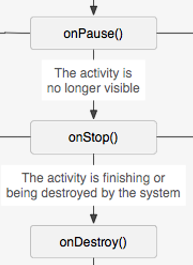 onPause()
The activity is
no longer visible
onStop()
The activity is finishing or
being destroyed by the system
onDestroy()